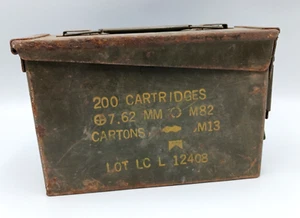 200 CARTRIDGES
7.62 MM M82
CARTONS M13
LOT LC L 12408